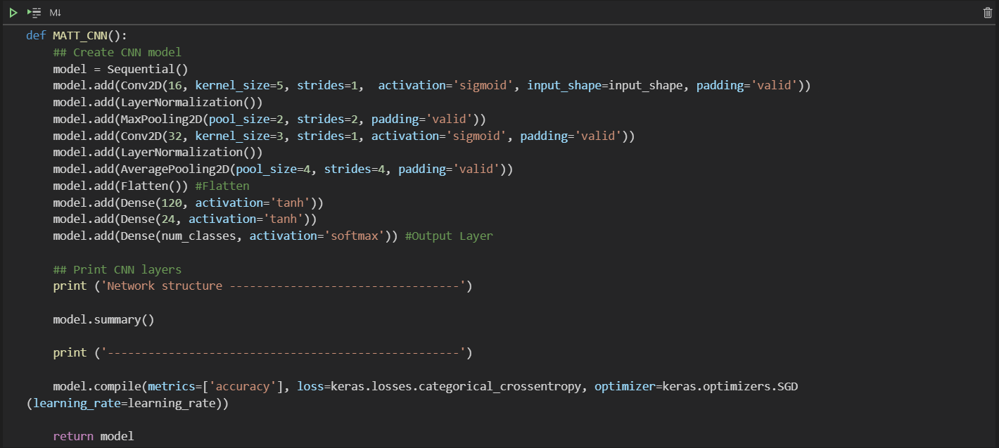 M↓
def MATT_CNN():
    ## Create CNN model
    model = Sequential()
    model.add(Conv2D(16, kernel_size=5, strides=1,  activation='sigmoid', input_shape=input_shape, padding='valid'))
    model.add(LayerNormalization())
    model.add(MaxPooling2D(pool_size=2, strides=2, padding='valid'))
    model.add(Conv2D(32, kernel_size=3, strides=1, activation='sigmoid', padding='valid'))
    model.add(LayerNormalization())
    model.add(AveragePooling2D(pool_size=4, strides=4, padding='valid'))
    model.add(Flatten()) #Flatten
    model.add(Dense(120, activation='tanh'))
    model.add(Dense(24, activation='tanh'))
    model.add(Dense(num_classes, activation='softmax')) #Output Layer
    ## Print CNN layers
    print ('Network structure ----------------------------------')
    model.summary()
    print ('----------------------------------------------------')
    model.compile(metrics=['accuracy'], loss=keras.losses.categorical_crossentropy, optimizer=keras.optimizers.SGD
(learning_rate=learning_rate))
    return model